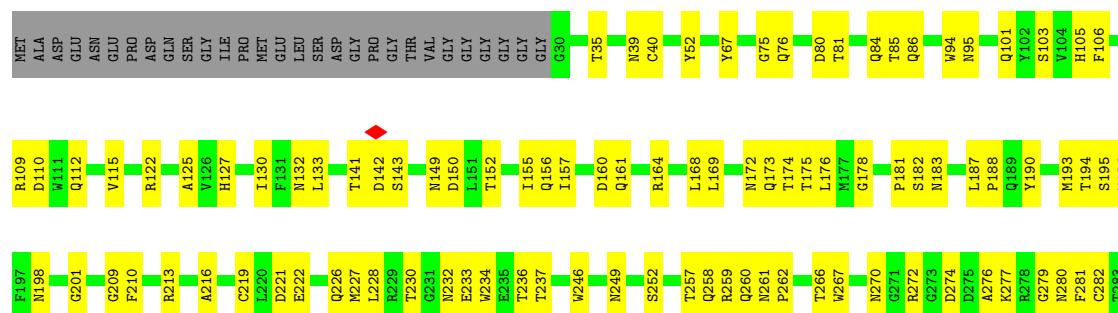 MET ALA ASP GLU ASN GLU PRO ASP GLN SER GLY ILE PRO MET GLU LEU SER ASP GLY PRO GLY THR VAL GLY GLY GLY GLY GLY GLY G30 T35 N39 C40 Y52 Y67 G75 Q76 D80 T81 Q84 T85 Q86 W94 N95 Q101 Y102 S103 V104 H105 F106
R109 D110 W111 Q112 V115 R122 A125 V126 H127 I130 F131 N132 L133 T141 D142 S143 N149 D150 L151 T152 I155 Q156 I157 D160 Q161 R164 L168 L169 N172 Q173 T174 T175 L176 M177 G178 P181 S182 N183 L187 P188 Q189 Y190 M193 T194 S195
F197 N198 G201 G209 F210 R213 A216 C219 L220 D221 E222 Q226 M227 L228 R229 T230 G231 N232 E233 W234 E235 T236 T237 W246 N249 S252 T257 Q258 R259 Q260 N261 P262 T266 W267 N270 G271 R272 G273 D274 D275 A276 K277 R278 G279 N280 F281 C282 T283